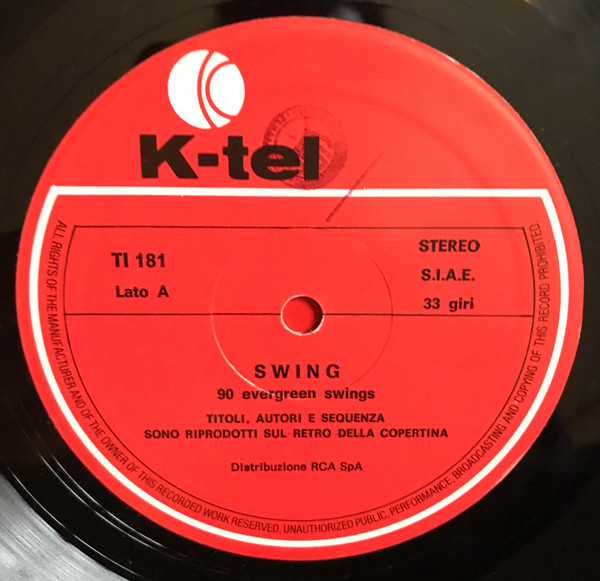 K-tel
TI 181
Lato A
STEREO
S.I.A.E.
33 giri
SWING
90 evergreen swings
TITOLI, AUTORI E SEQUENZA
SONO RIPRODOTTI SUL RETRO DELLA COPERTINA
Distribuzione RCA SpA
ALL RIGHTS OF THE MANUFACTURER AND OF THE OWNER OF THIS RECORDED WORK RESERVED. UNAUTHORIZED PUBLIC, PERFORMANCE, BROADCASTING AND COPYING OF THIS RECORD PROHIBITED.